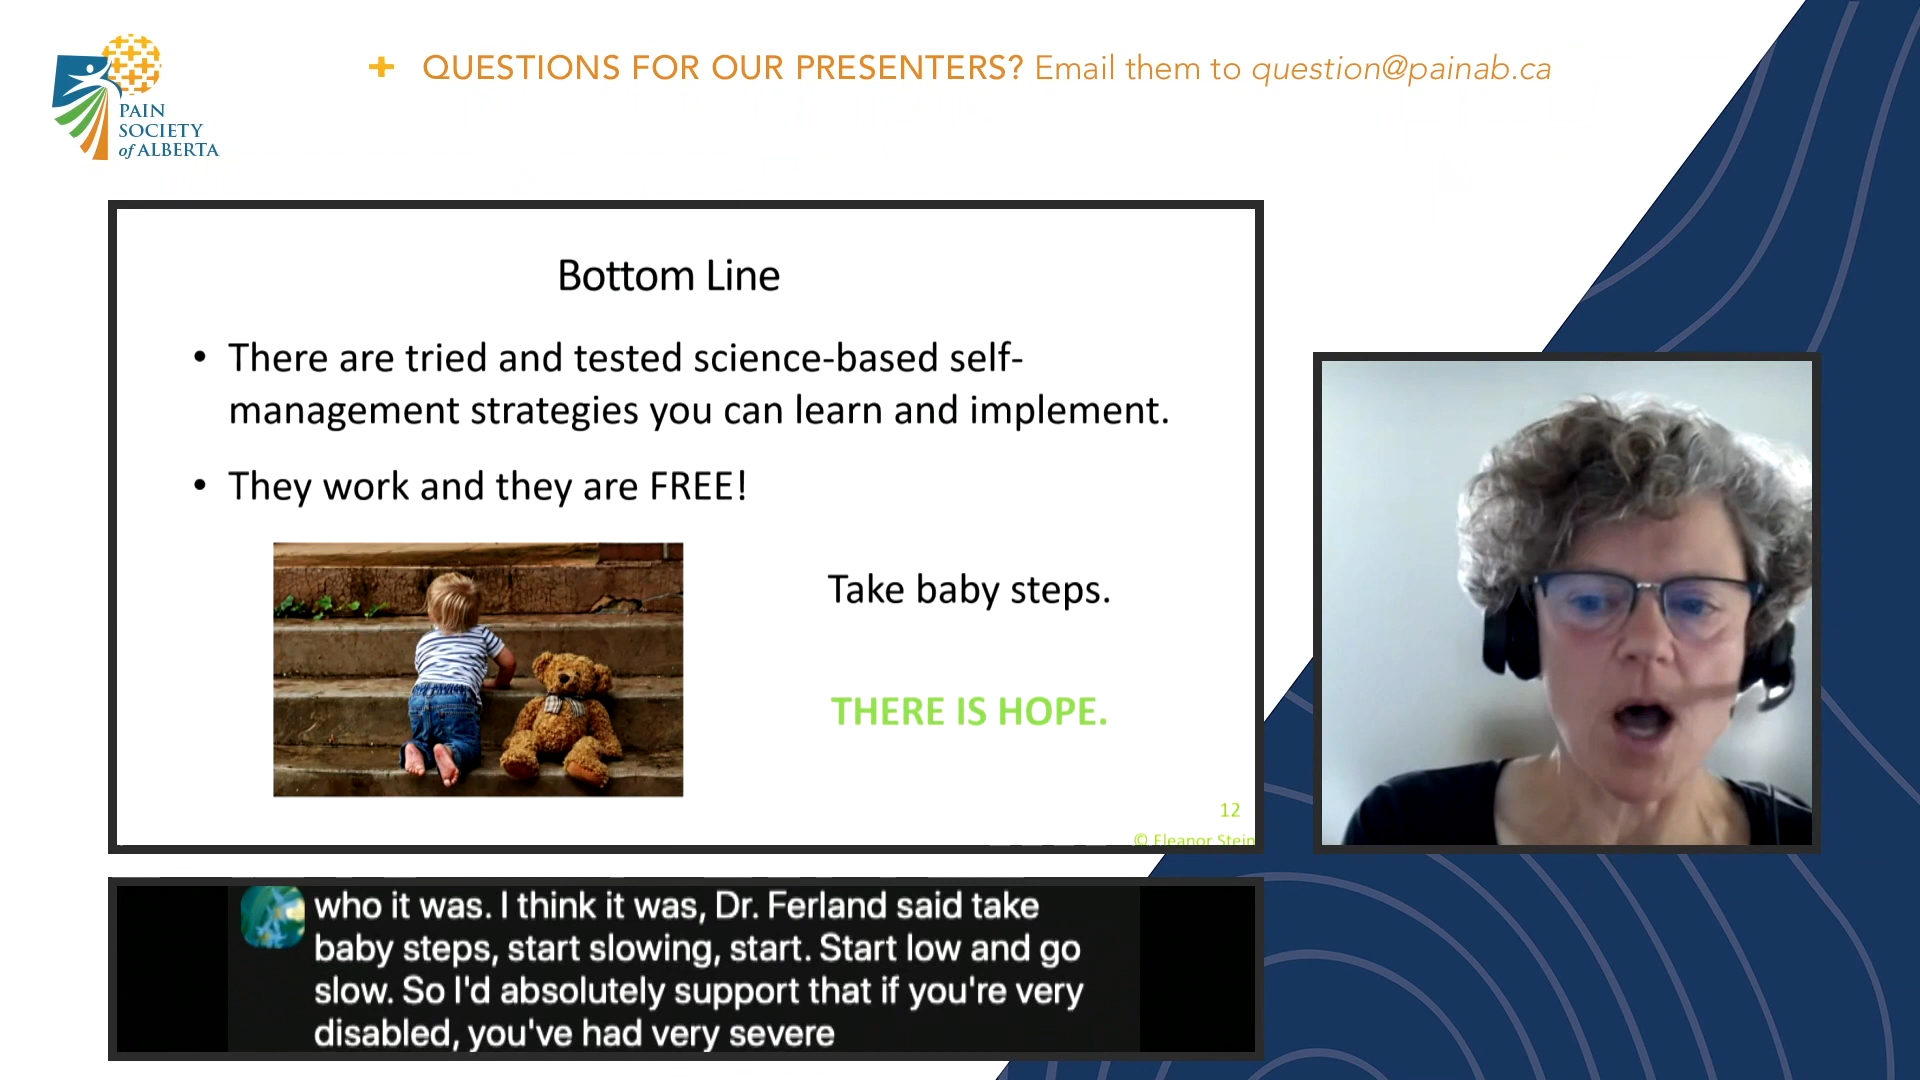 PAIN
SOCIETY
of ALBERTA
+ QUESTIONS FOR OUR PRESENTERS? Email them to question@painab.ca
Bottom Line
• There are tried and tested science-based self-
management strategies you can learn and implement.
• They work and they are FREE!
Take baby steps.
THERE IS HOPE.
12
© Eleanor Stein
who it was. I think it was, Dr. Ferland said take
baby steps, start slowing, start. Start low and go
slow. So I'd absolutely support that if you're very
disabled, you've had very severe